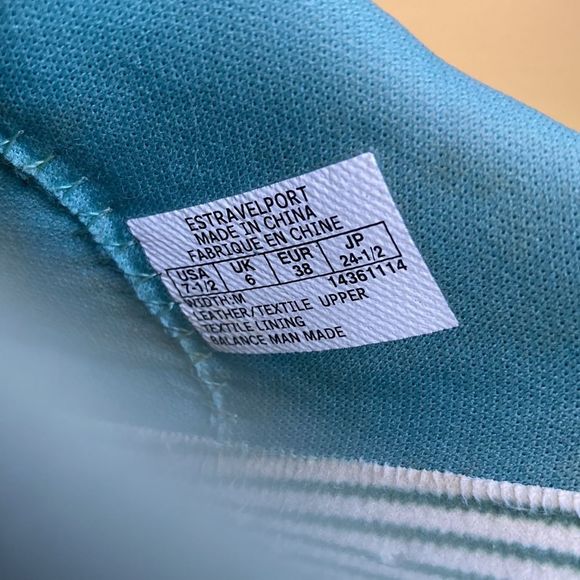 ESTRAVELPORT
MADE IN CHINA
FABRIQUE EN CHINE
USA UK EUR JP
7-1/2 6 38 24-1/2
WIDTH:M 14361114
LEATHER/TEXTILE UPPER
TEXTILE LINING
BALANCE MAN MADE